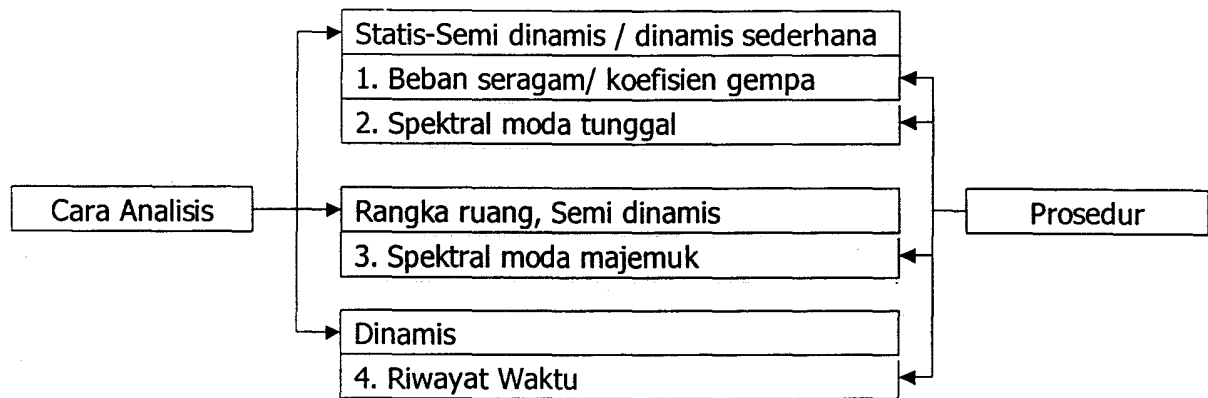 Statis-Semi dinamis / dinamis sederhana
1. Beban seragam/ koefisien gempa
2. Spektral moda tunggal
Cara Analisis
Rangka ruang, Semi dinamis
3. Spektral moda majemuk
Prosedur
Dinamis
4. Riwayat Waktu